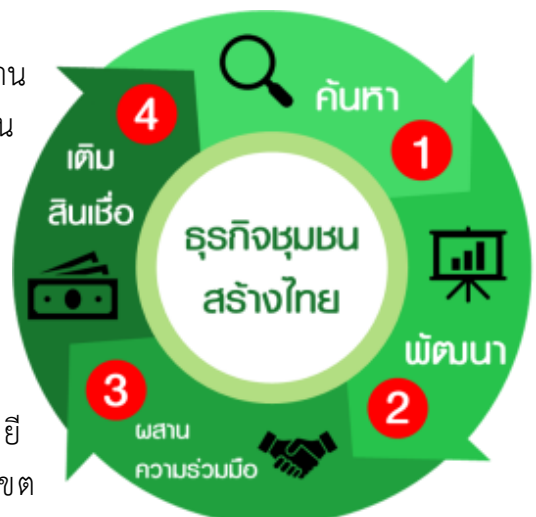 ค้นหา
1
พัฒนา
2
3
ผสาน
ความร่วมมือ
4
เติม
สินเชื่อ
ธุรกิจชุมชน
สร้างไทย